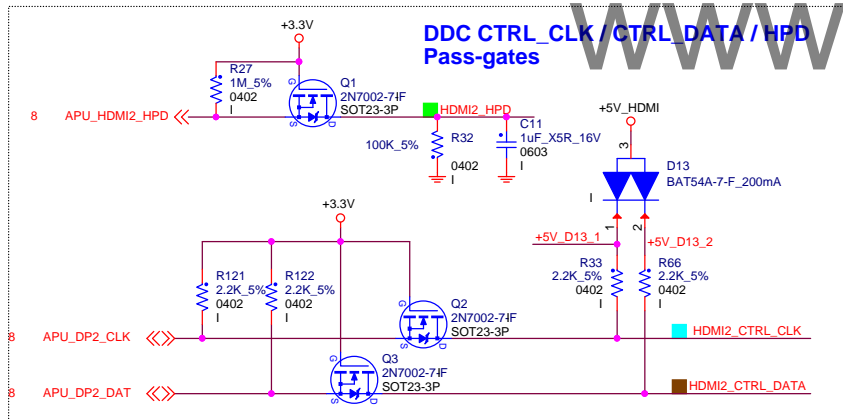 DDC CTRL_CLK / CTRL_DATA / HPD
Pass-gates
WWW
+3.3V
R27
1M_5%
0402
I
G
Q1
2N7002-7-F
SOT23-3P
S
D
8
APU_HDMI2_HPD
HDMI2_HPD
100K_5%
R32
0402
I
C11
1uF_X5R_16V
0603
I
+5V_HDMI
3
D13
BAT54A-7-F_200mA
I
1
2
+5V_D13_1
+5V_D13_2
+3.3V
R121
2.2K_5%
0402
I
R122
2.2K_5%
0402
I
R33
2.2K_5%
0402
I
R66
2.2K_5%
0402
I
G
Q2
2N7002-7-F
SOT23-3P
S
D
8
APU_DP2_CLK
HDMI2_CTRL_CLK
G
Q3
2N7002-7-F
SOT23-3P
S
D
8
APU_DP2_DAT
HDMI2_CTRL_DATA